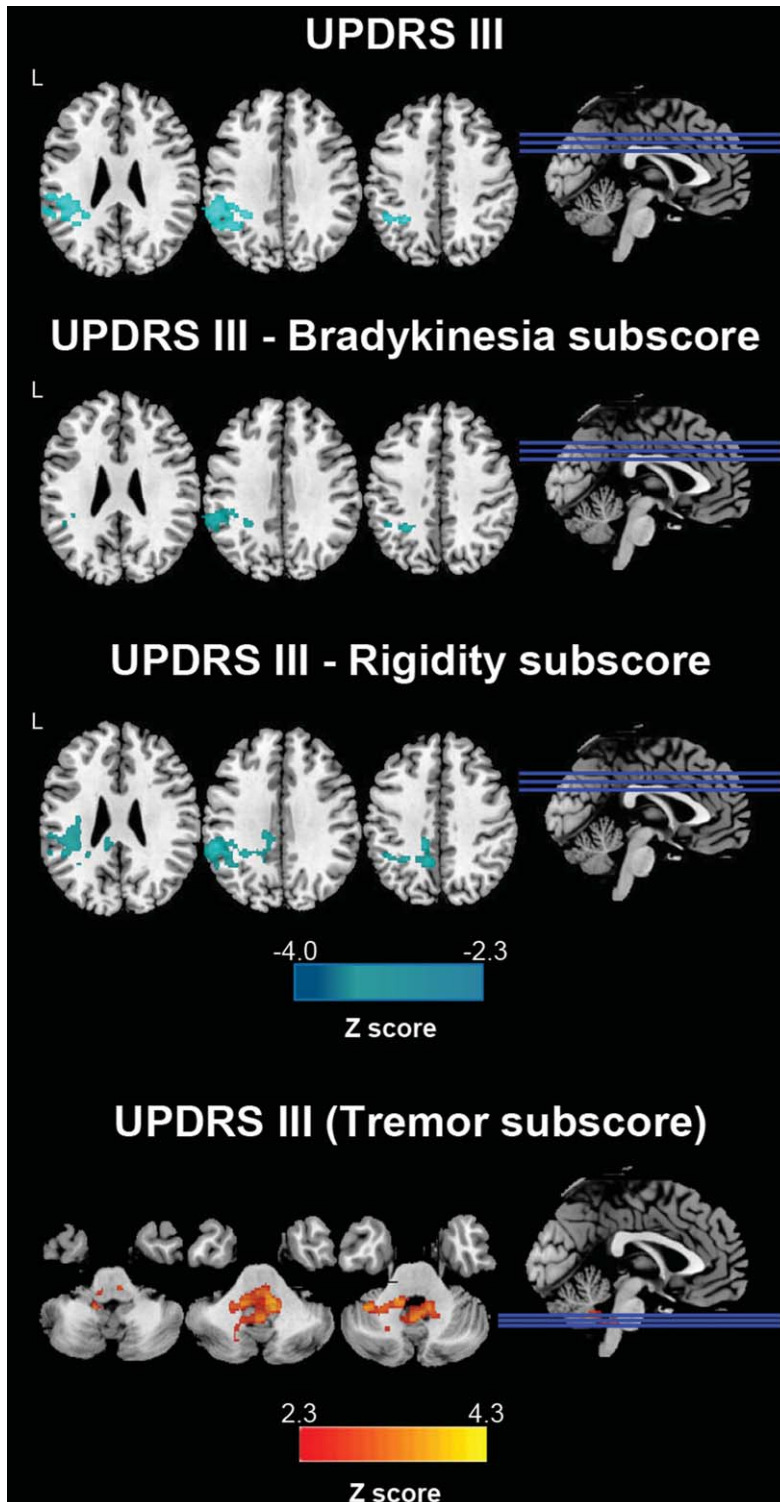 UPDRS III
L
UPDRS III - Bradykinesia subscore
L
UPDRS III - Rigidity subscore
L
-4.0 -2.3
Z score
UPDRS III (Tremor subscore)
2.3 4.3
Z score